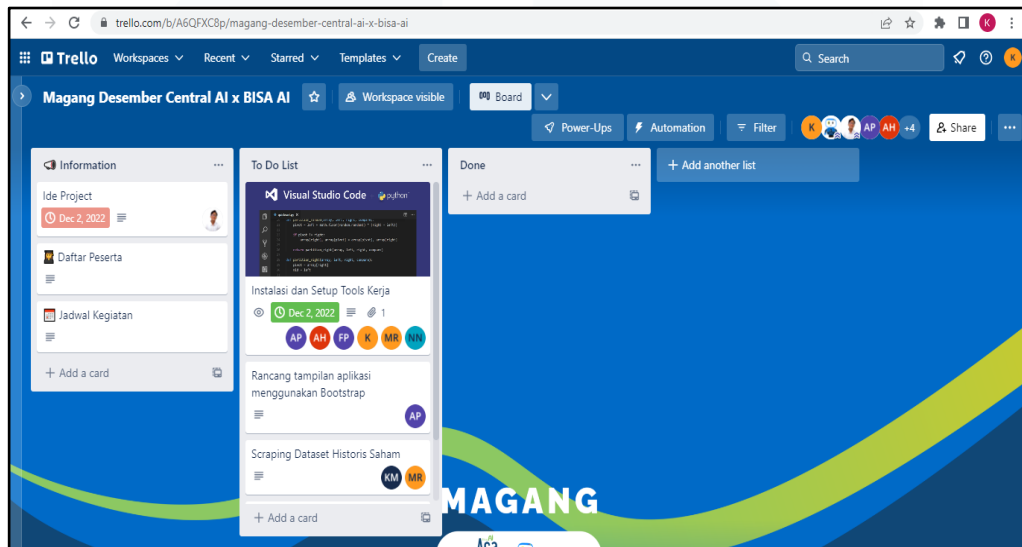 trello.com/b/A6QFXC8p/magang-desember-central-ai-x-bisa-ai
K
Trello Workspaces Recent Starred Templates Create Search K
Magang Desember Central AI x BISA AI Workspace visible Board
Power-Ups Automation Filter K AP AH +4 Share
Information
Ide Project
Dec 2, 2022
Daftar Peserta
Jadwal Kegiatan
+ Add a card
To Do List
Visual Studio Code python
Instalasi dan Setup Tools Kerja
Dec 2, 2022 1
AP AH FP K MR NN
Rancang tampilan aplikasi
menggunakan Bootstrap
AP
Scraping Dataset Historis Saham
KM MR
+ Add a card
Done
+ Add a card
+ Add another list
MAGANG